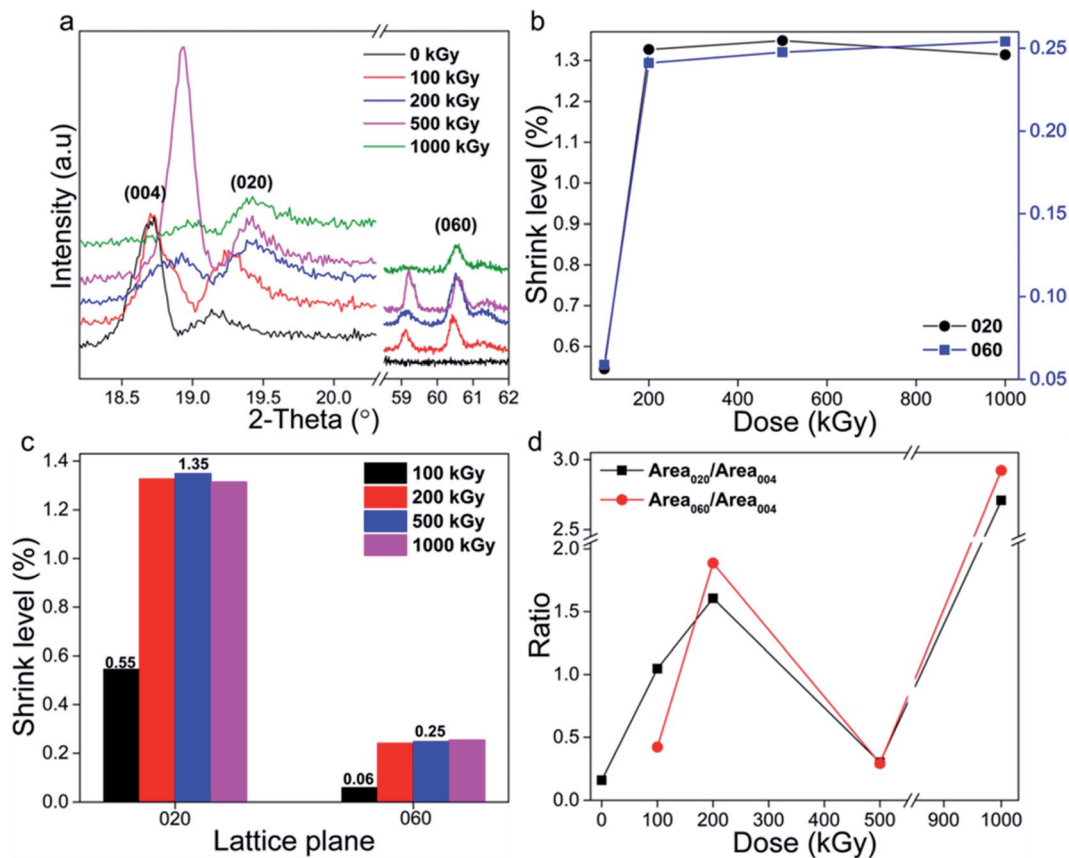 a
0 kGy
100 kGy
200 kGy
500 kGy
1000 kGy
(004)
(020)
(060)
Intensity (a.u)
18.5 19.0 19.5 20.0 59 60 61 62
2-Theta (°)
b
1.3
1.2
1.1
1.0
0.9
0.8
0.7
0.6
Shrink level (%)
0.25
0.20
0.15
0.10
0.05
020
060
200 400 600 800 1000
Dose (kGy)
c
1.4
1.2
1.0
0.8
0.6
0.4
0.2
0.0
Shrink level (%)
0.55
1.35
0.06
0.25
100 kGy
200 kGy
500 kGy
1000 kGy
020 060
Lattice plane
d
Area020/Area004
Area060/Area004
3.0
2.5
2.0
1.5
1.0
0.5
0.0
Ratio
0 100 200 300 400 500 900 1000
Dose (kGy)